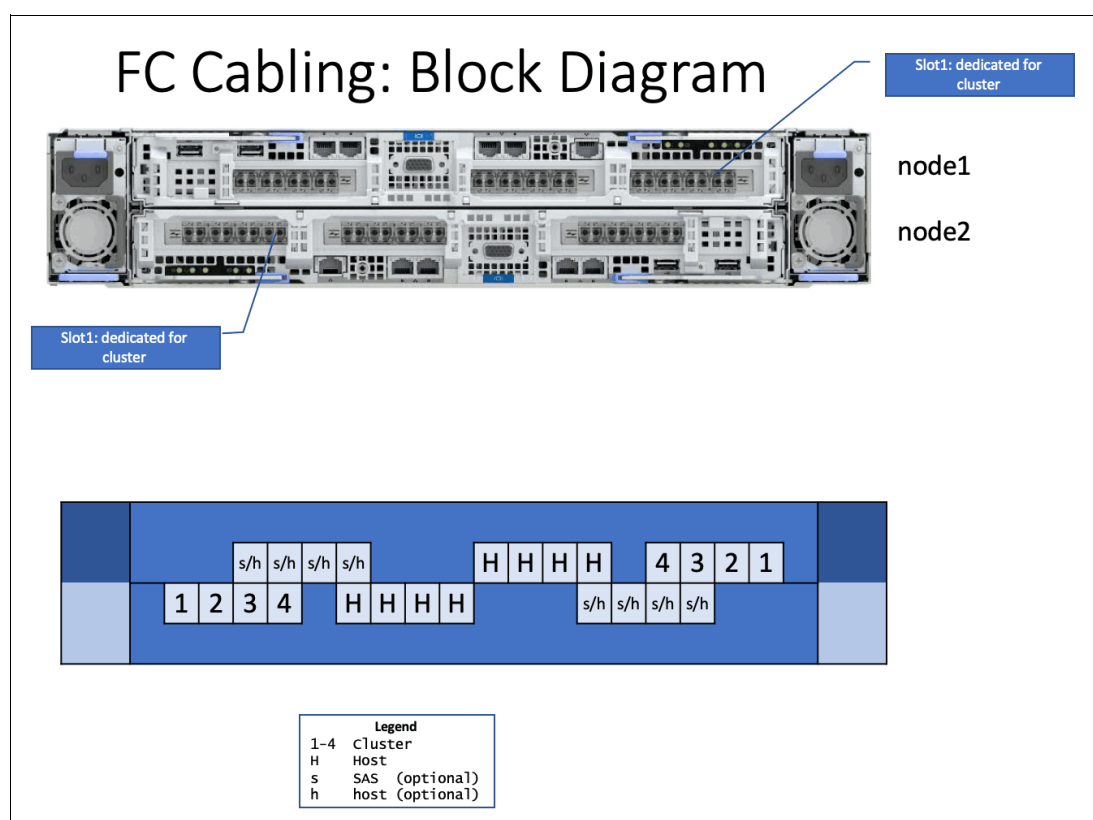 FC Cabling: Block Diagram
Slot1: dedicated for
cluster
node1
node2
Slot1: dedicated for
cluster
s/h s/h s/h s/h H H H H 4 3 2 1
1 2 3 4 H H H H s/h s/h s/h s/h
Legend
1-4 Cluster
H Host
s SAS (optional)
h host (optional)